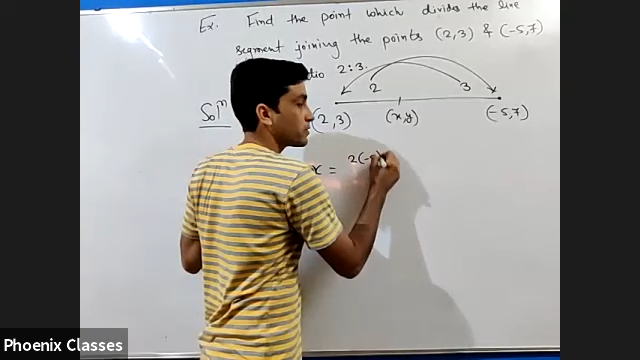 Ex. Find the point which divides the line
segment joining the points (2,3) & (-5,7)
2:3.
2 3
Solⁿ (2,3) (x,y) (-5,7)
x = 2(-5)
Phoenix Classes